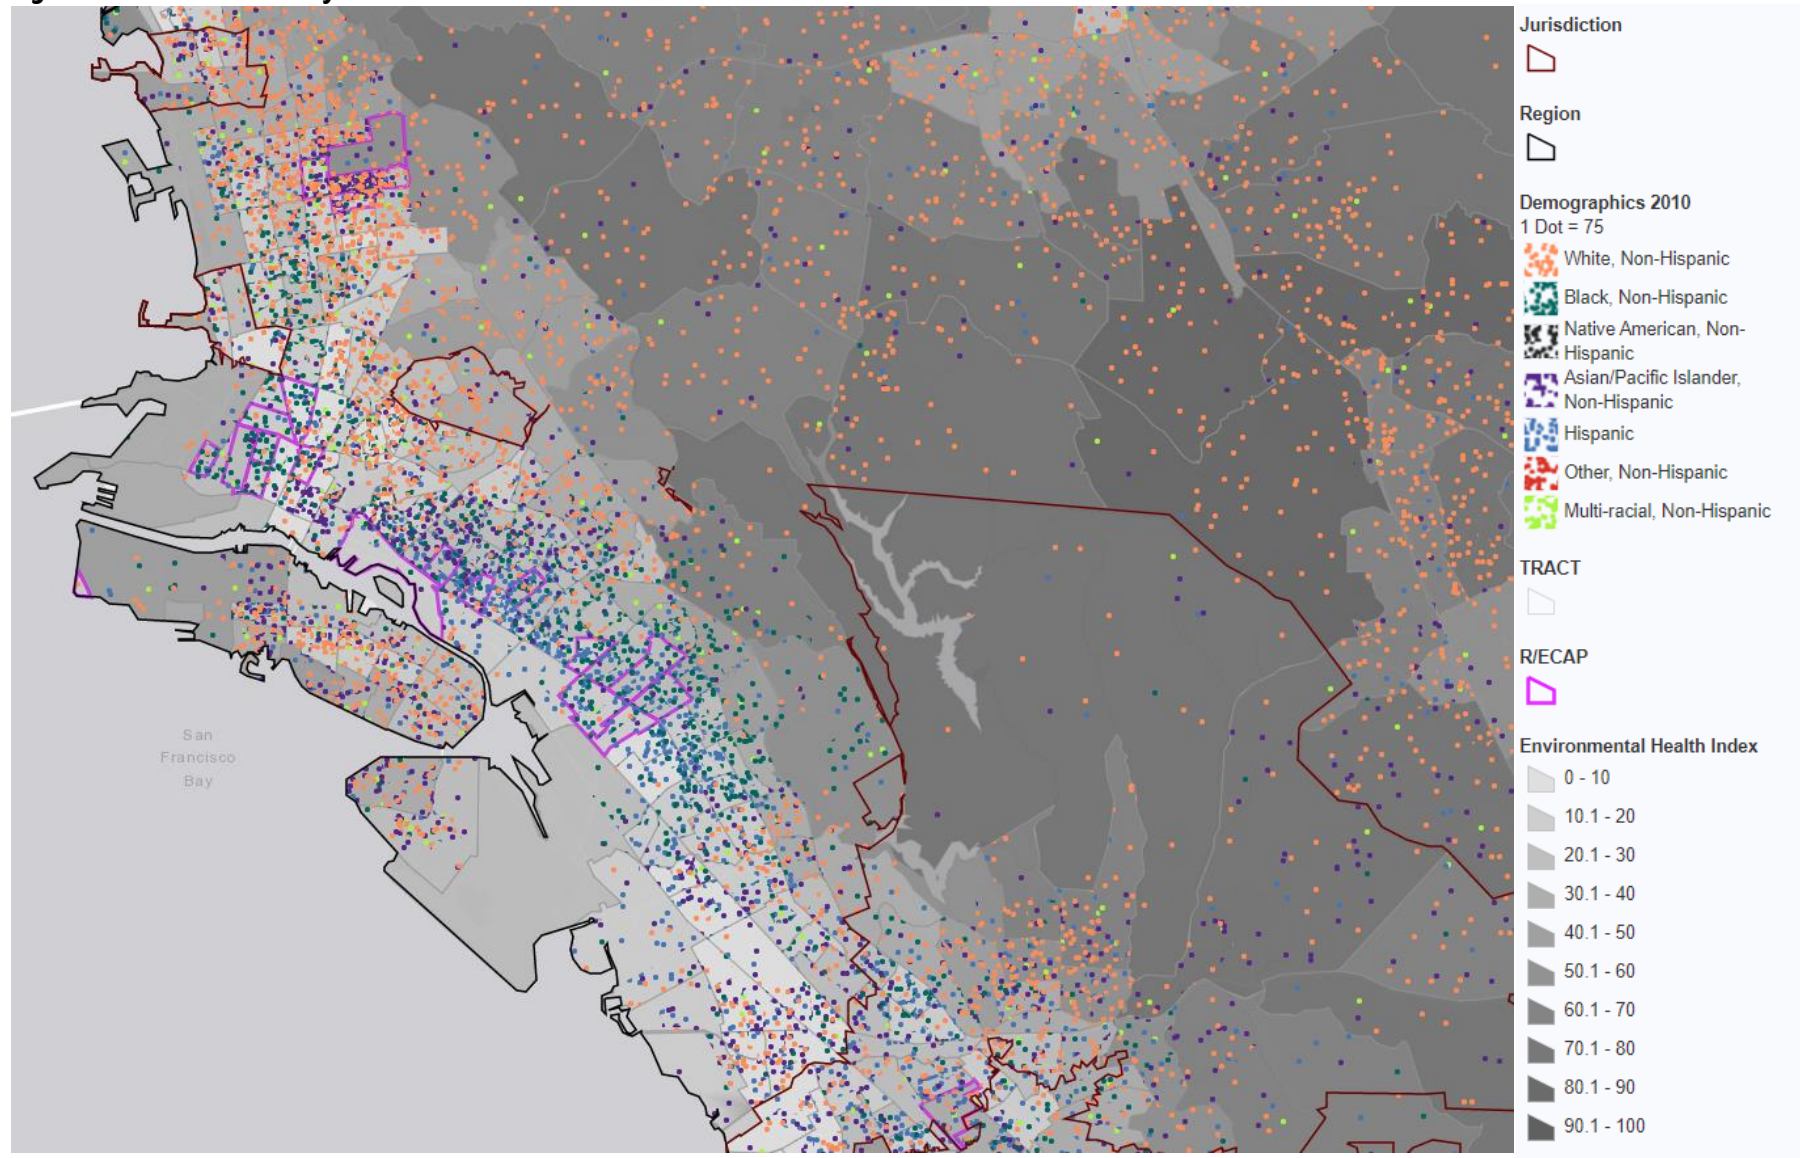 San
Francisco
Bay
Jurisdiction
Region
Demographics 2010
1 Dot = 75
White, Non-Hispanic
Black, Non-Hispanic
Native American, Non-
Hispanic
Asian/Pacific Islander,
Non-Hispanic
Hispanic
Other, Non-Hispanic
Multi-racial, Non-Hispanic
TRACT
R/ECAP
Environmental Health Index
0 - 10
10.1 - 20
20.1 - 30
30.1 - 40
40.1 - 50
50.1 - 60
60.1 - 70
70.1 - 80
80.1 - 90
90.1 - 100